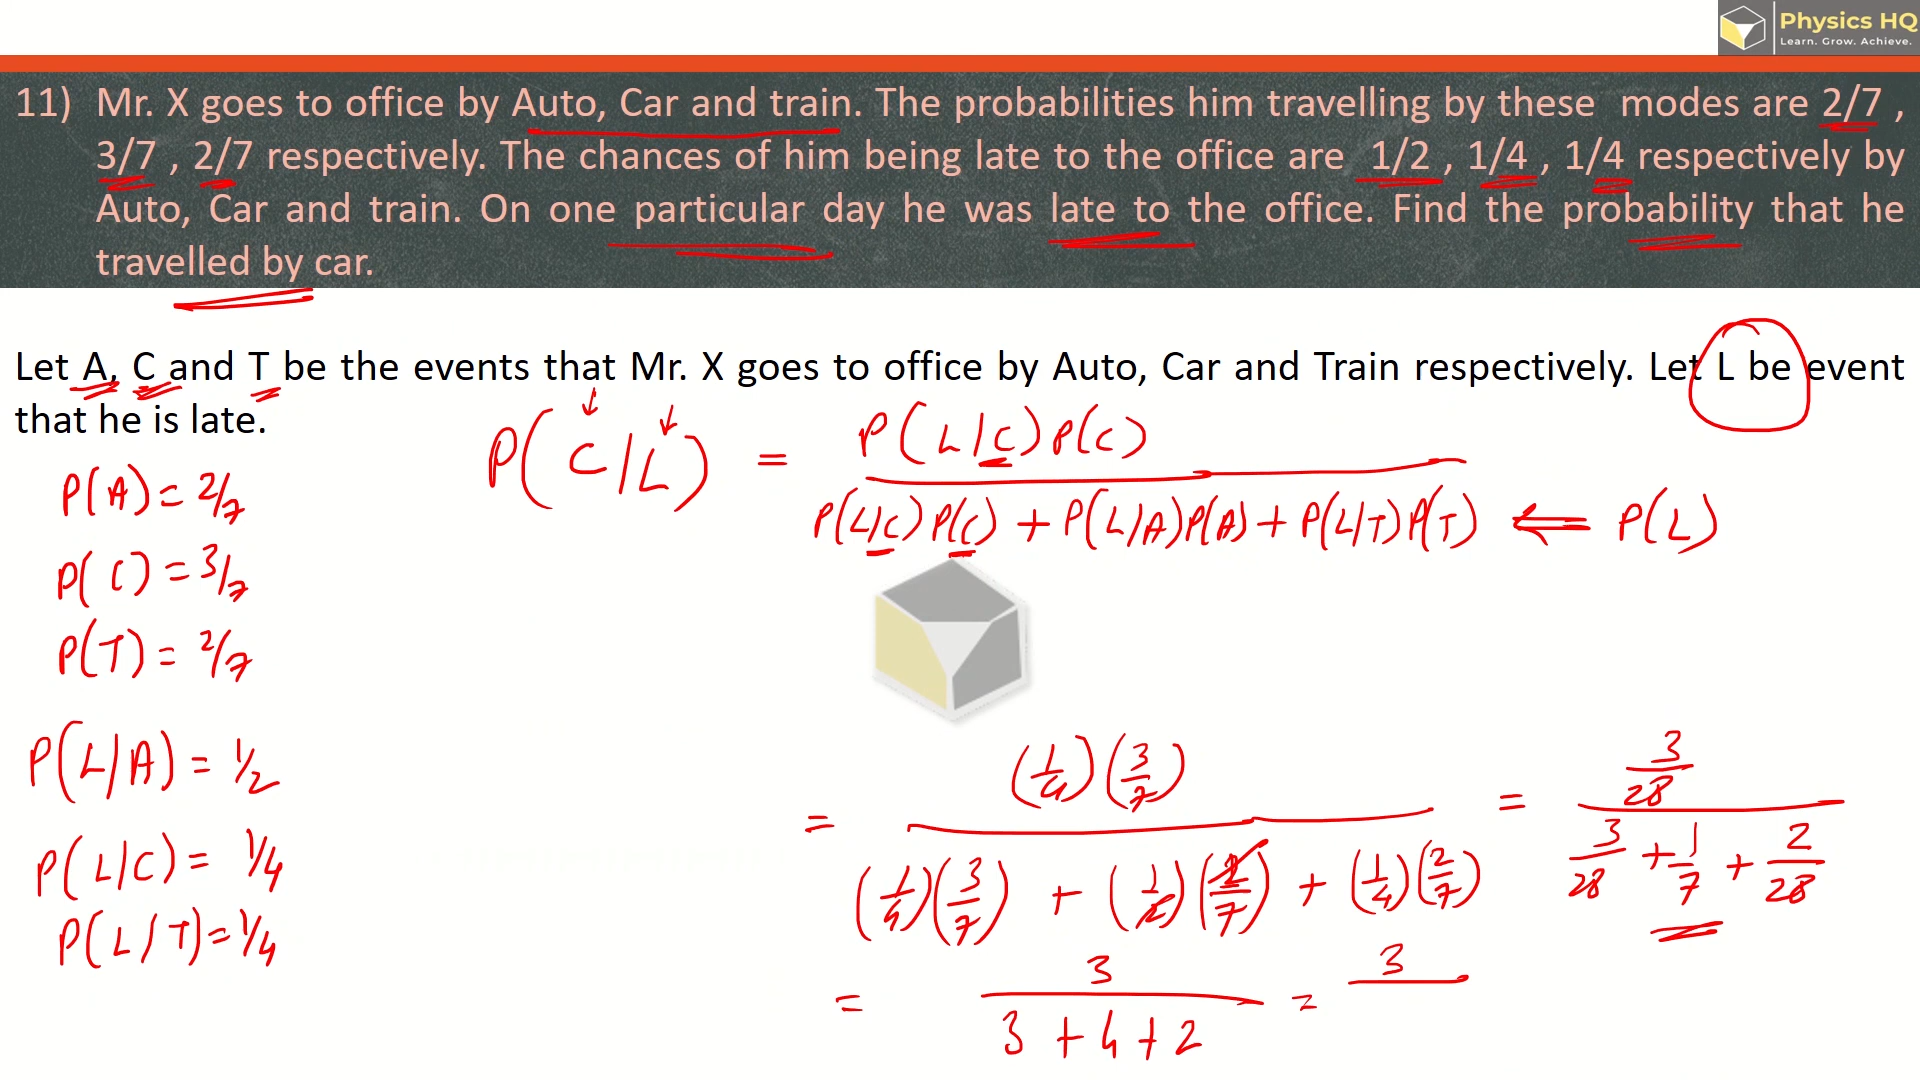 Physics HQ
Learn. Grow. Achieve.
11) Mr. X goes to office by Auto, Car and train. The probabilities him travelling by these modes are 2/7 ,
3/7 , 2/7 respectively. The chances of him being late to the office are 1/2 , 1/4 , 1/4 respectively by
Auto, Car and train. On one particular day he was late to the office. Find the probability that he
travelled by car.
Let A, C and T be the events that Mr. X goes to office by Auto, Car and Train respectively. Let L be event
that he is late.
P(A) = 2/7
P(C) = 3/7
P(T) = 2/7
P(L/A) = 1/2
P(L/C) = 1/4
P(L/T) = 1/4
P(C/L) = P(L/C) P(C)
P(L/C) P(C) + P(L/A) P(A) + P(L/T) P(T) ⟸ P(L)
= (1/4) (3/7)
(1/4) (3/7) + (1/2) (2/7) + (1/4) (2/7)
= 3/28
3/28 + 1/7 + 2/28
= 3
3 + 4 + 2
= 3